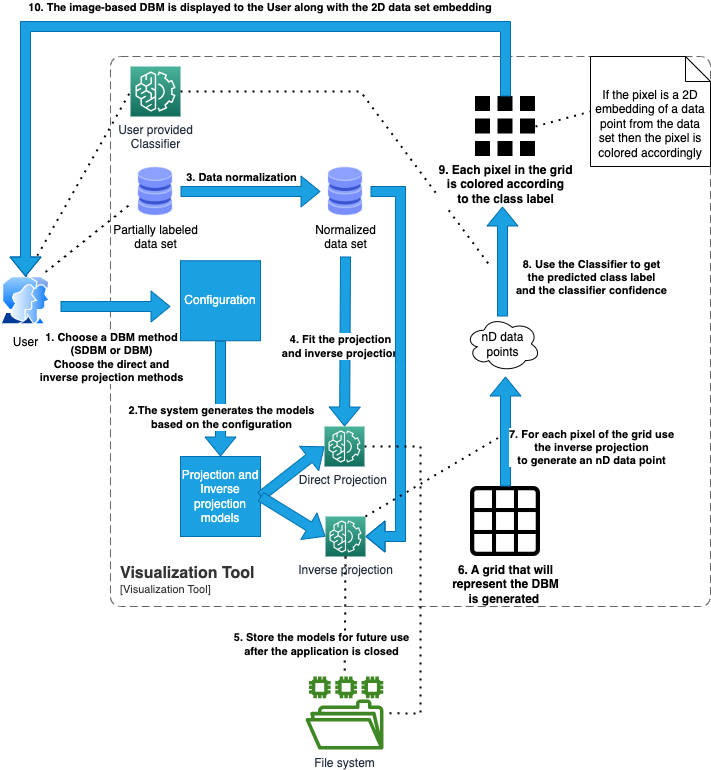 10. The image-based DBM is displayed to the User along with the 2D data set embedding
If the pixel is a 2D
embedding of a data
point from the data
set then the pixel is
colored accordingly
User provided
Classifier
3. Data normalization
9. Each pixel in the grid
is colored according
to the class label
Partially labeled
data set
Normalized
data set
8. Use the Classifier to get
the predicted class label
and the classifier confidence
Configuration
User
1. Choose a DBM method
(SDBM or DBM)
Choose the direct and
inverse projection methods
4. Fit the projection
and inverse projection
nD data
points
2.The system generates the models
based on the configuration
7. For each pixel of the grid use
the inverse projection
to generate an nD data point
Projection and
Inverse
projection
models
Direct Projection
Inverse projection
6. A grid that will
represent the DBM
is generated
Visualization Tool
[Visualization Tool]
5. Store the models for future use
after the application is closed
File system